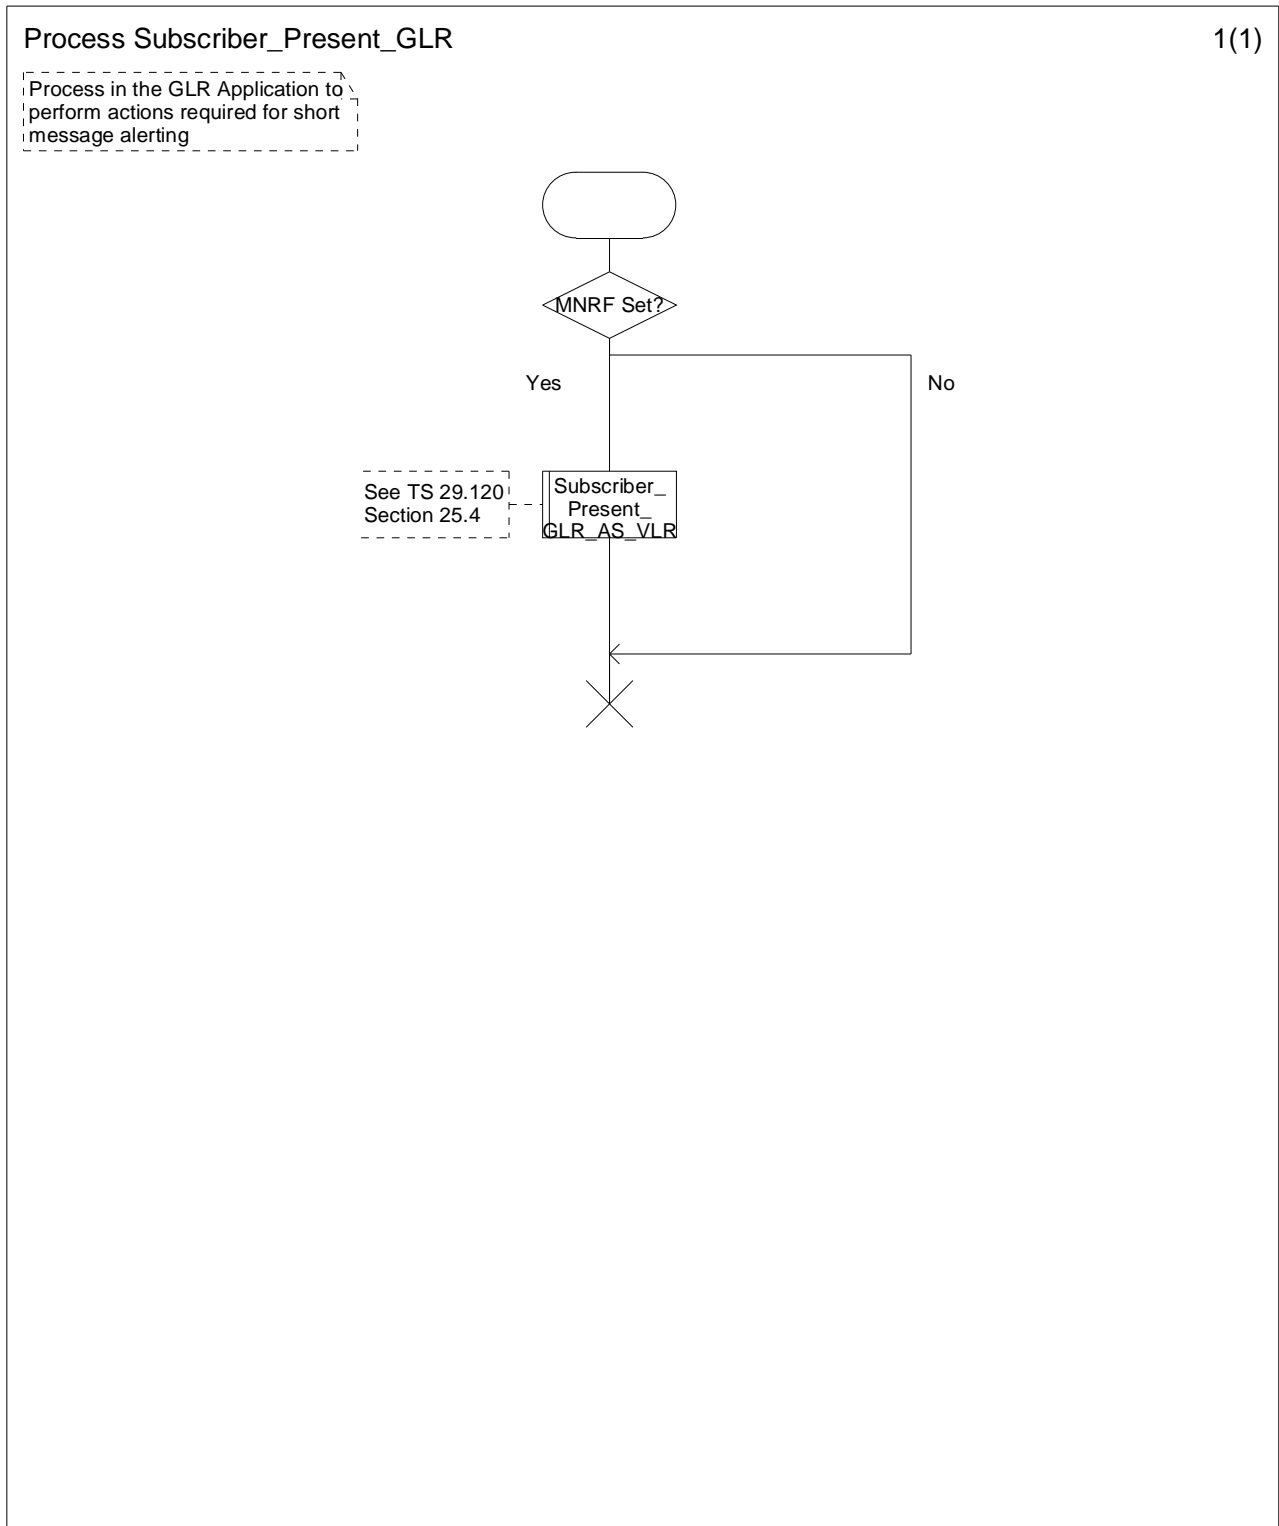 Process Subscriber_Present_GLR
1(1)
Process in the GLR Application to
perform actions required for short
message alerting
MNRF Set?
Yes
No
See TS 29.120
Section 25.4
Subscriber_
Present_
GLR_AS_VLR